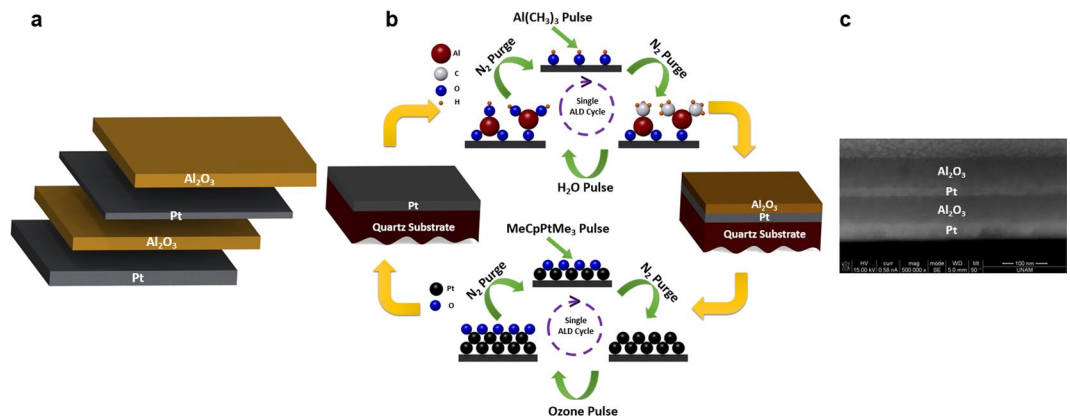 a
Al₂O₃
Pt
Al₂O₃
Pt
b
Al(CH₃)₃ Pulse
Al
C
O
H
N₂ Purge
N₂ Purge
Single
ALD Cycle
H₂O Pulse
Pt
Quartz Substrate
Al₂O₃
Pt
Quartz Substrate
MeCpPtMe₃ Pulse
Pt
O
N₂ Purge
N₂ Purge
Single
ALD Cycle
Ozone Pulse
c
Al₂O₃
Pt
Al₂O₃
Pt
HV curr mag mode WD tilt
100 nm
15.00 kV 0.58 nA 500 000 x BE 5.0 mm 50 °
UNAM